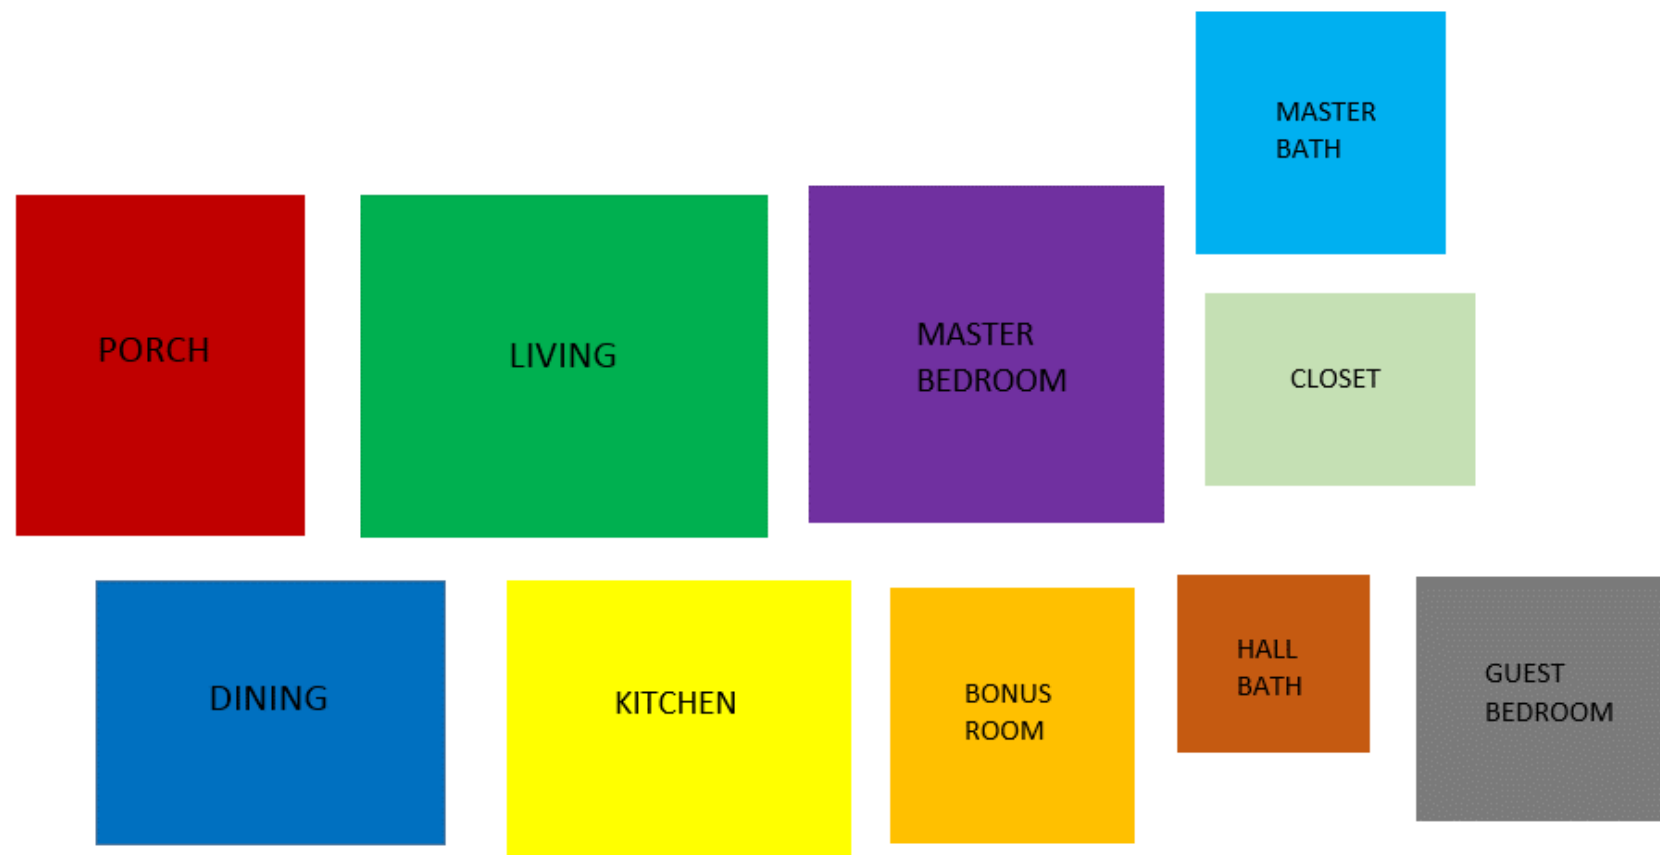 MASTER
BATH
PORCH
LIVING
MASTER
BEDROOM
CLOSET
DINING
KITCHEN
BONUS
ROOM
HALL
BATH
GUEST
BEDROOM